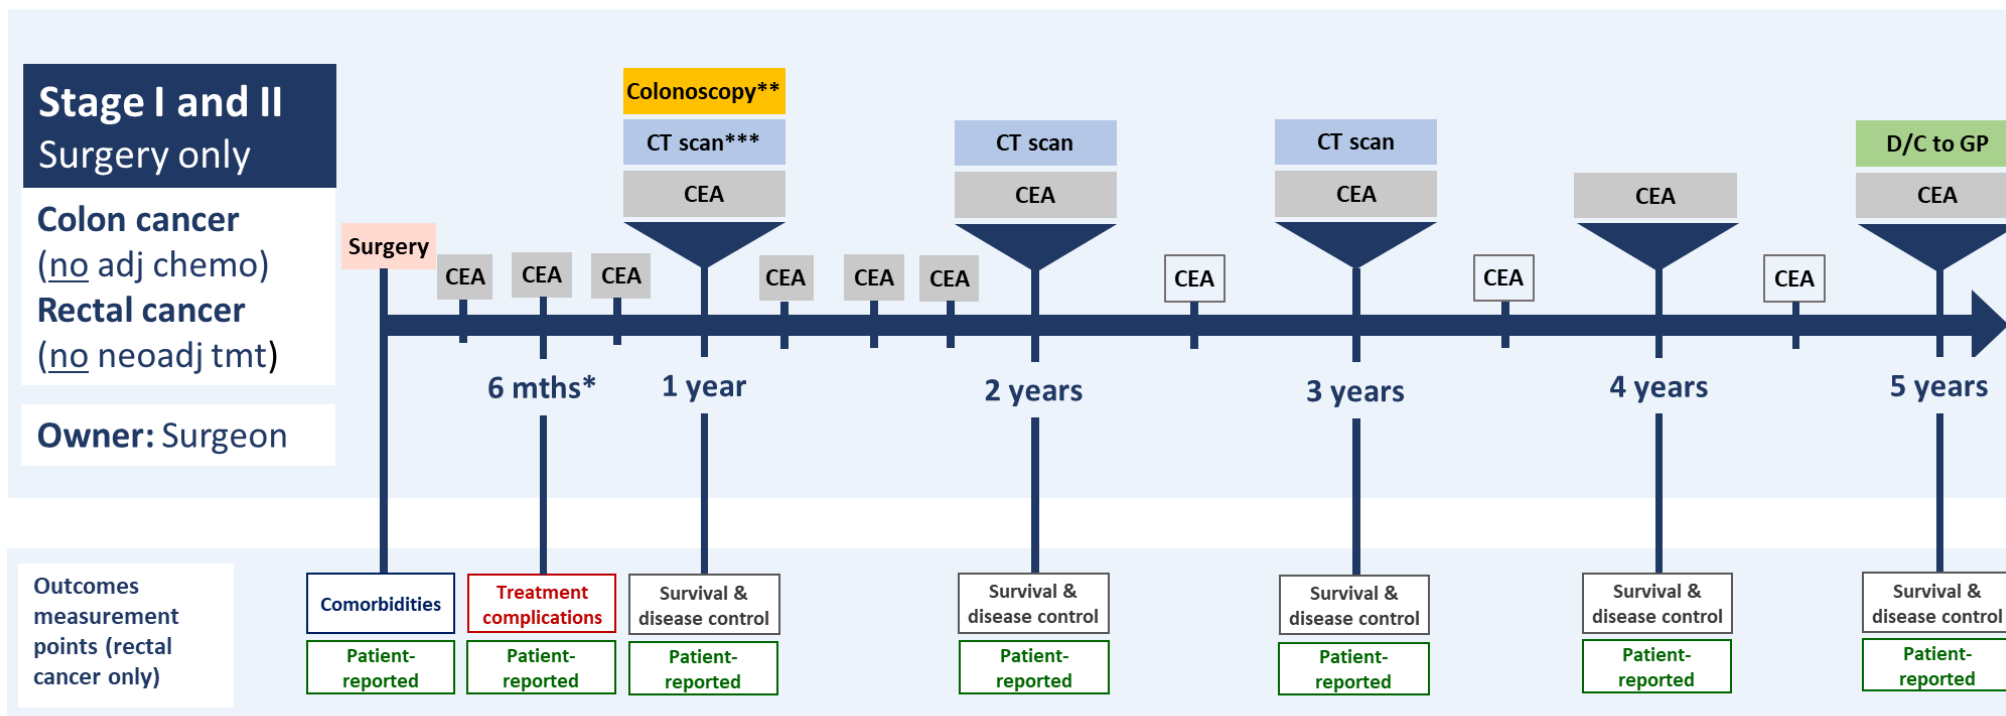 Stage I and II
Surgery only
Colon cancer
(no adj chemo)
Rectal cancer
(no neoadj tmt)
Owner: Surgeon
Surgery
CEA
CEA
CEA
Colonoscopy**
CT scan***
CEA
CEA
CEA
CEA
CT scan
CEA
CEA
CT scan
CEA
CEA
CEA
CEA
D/C to GP
CEA
6 mths*
1 year
2 years
3 years
4 years
5 years
Outcomes
measurement
points (rectal
cancer only)
Comorbidities
Patient-
reported
Treatment
complications
Patient-
reported
Survival &
disease control
Patient-
reported
Survival &
disease control
Patient-
reported
Survival &
disease control
Patient-
reported
Survival &
disease control
Patient-
reported
Survival &
disease control
Patient-
reported